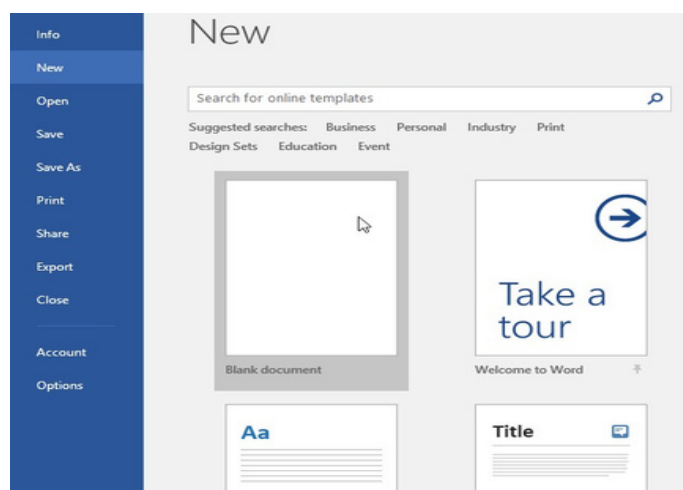 Info
New
Open
Save
Save As
Print
Share
Export
Close
Account
Options
New
Search for online templates
Suggested searches: Business Personal Industry Print
Design Sets Education Event
Take a
tour
Blank document
Welcome to Word
Aa
Title